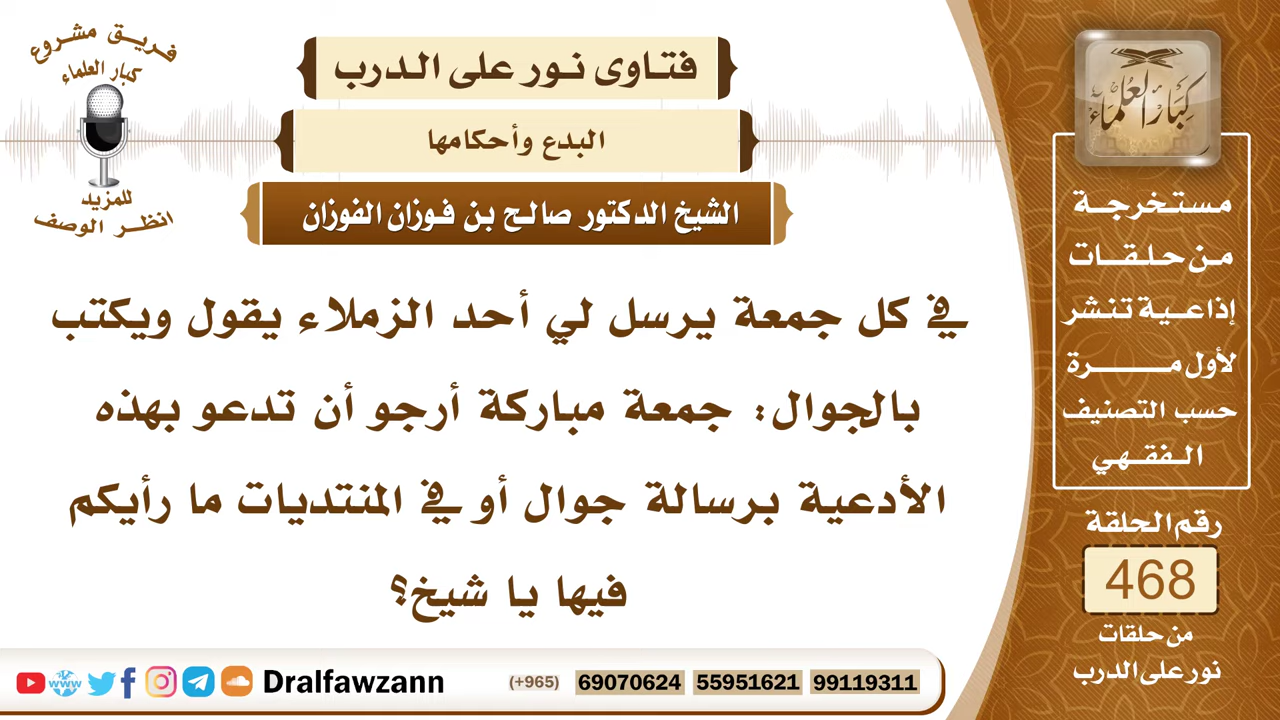 فريق مشروع
كبار العلماء
للمزيد
انظر الوصف
فتاوى نور على الدرب
البدع وأحكامها
الشيخ الدكتور صالح بن فوزان الفوزان
في كل جمعة يرسل لي أحد الزملاء يقول ويكتب
بالجوال: جمعة مباركة أرجو أن تدعو بهذه
الأدعية برسالة جوال أو في المنتديات ما رأيكم
فيها يا شيخ؟
كبار العلماء
مستخرجة
من حلقات
إذاعية تنشر
لأول مرة
حسب التصنيف
الفقهي
رقم الحلقة
468
من حلقات
نور على الدرب
www Dralfawzann (+965) 69070624 55951621 99119311